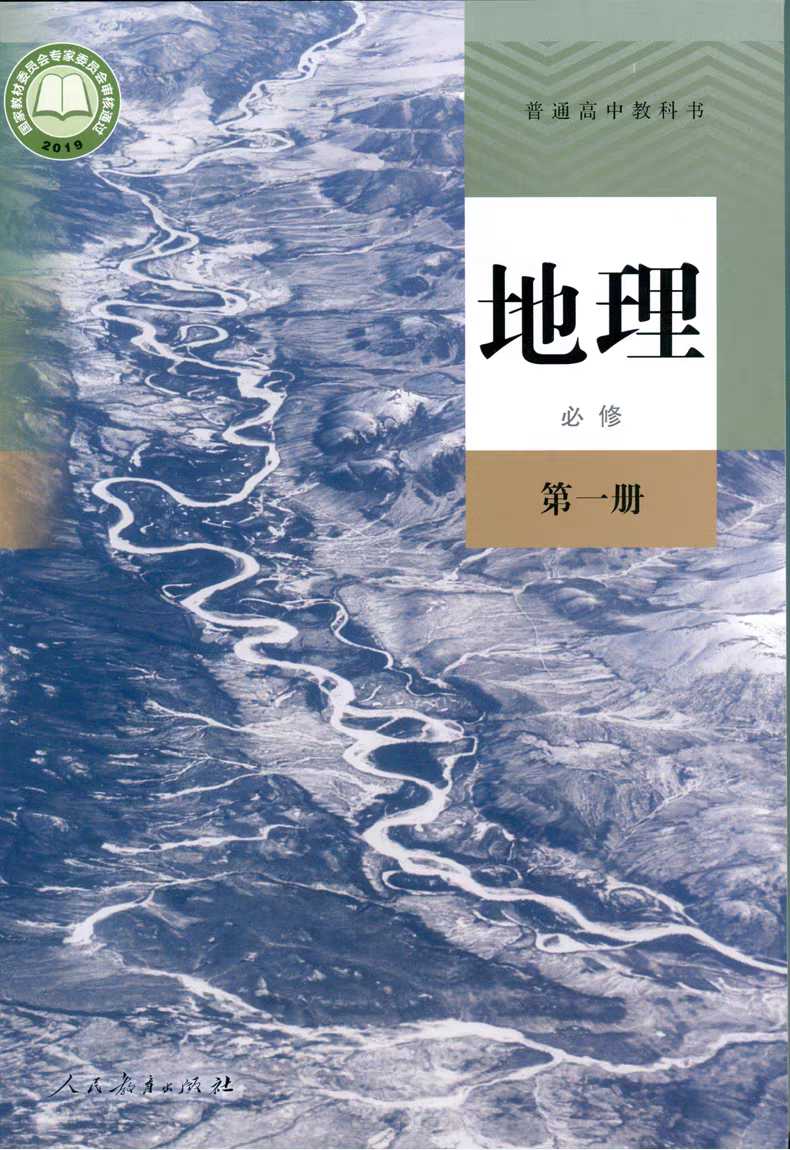 国家教材委员会专家委员会审核通过
2019
普通高中教科书
地理
必修
第一册
人民教育出版社